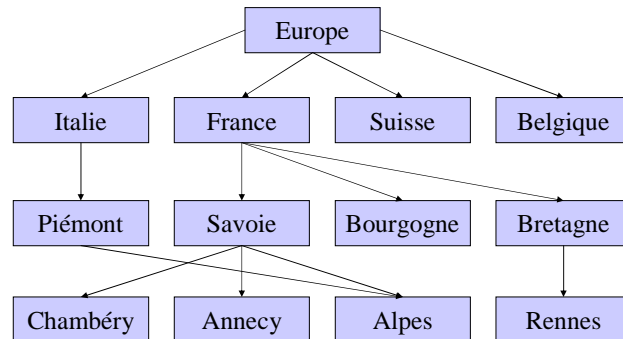 Europe
Italie
France
Suisse
Belgique
Piémont
Savoie
Bourgogne
Bretagne
Chambéry
Annecy
Alpes
Rennes